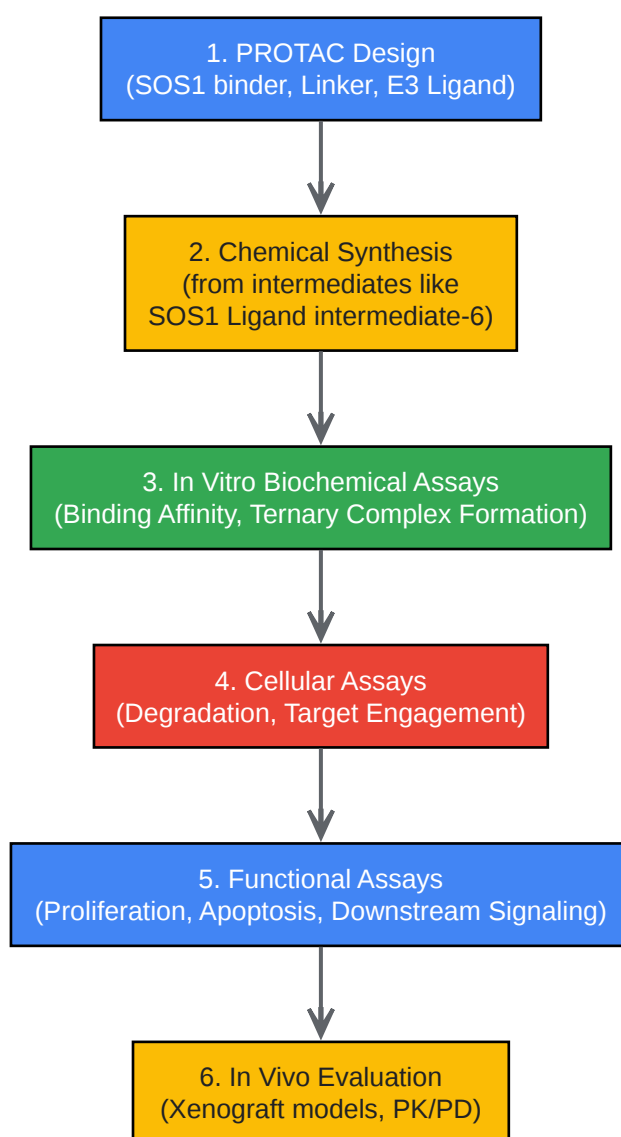 1. PROTAC Design
(SOS1 binder, Linker, E3 Ligand)
2. Chemical Synthesis
(from intermediates like
SOS1 Ligand intermediate-6)
3. In Vitro Biochemical Assays
(Binding Affinity, Ternary Complex Formation)
4. Cellular Assays
(Degradation, Target Engagement)
5. Functional Assays
(Proliferation, Apoptosis, Downstream Signaling)
6. In Vivo Evaluation
(Xenograft models, PK/PD)